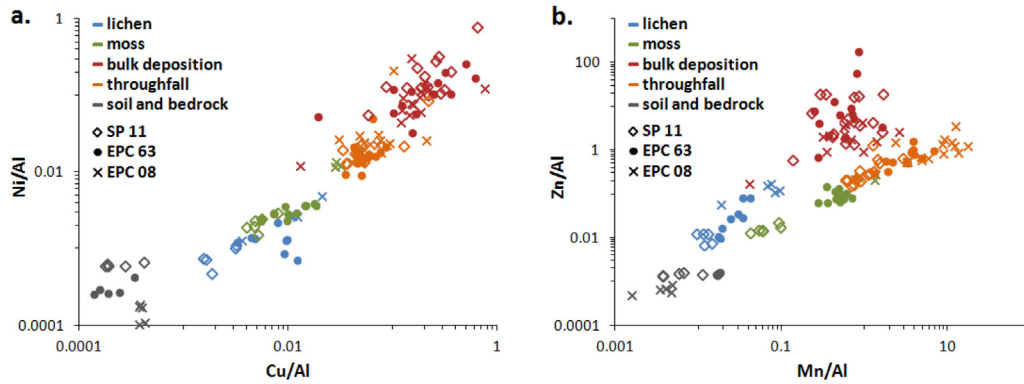 a.
1
0.01
0.0001
Ni/Al
lichen
moss
bulk deposition
throughfall
soil and bedrock
SP 11
EPC 63
EPC 08
0.0001
0.01
1
Cu/Al
b.
100
1
0.01
0.0001
Zn/Al
lichen
moss
bulk deposition
throughfall
soil and bedrock
SP 11
EPC 63
EPC 08
0.001
0.1
10
Mn/Al